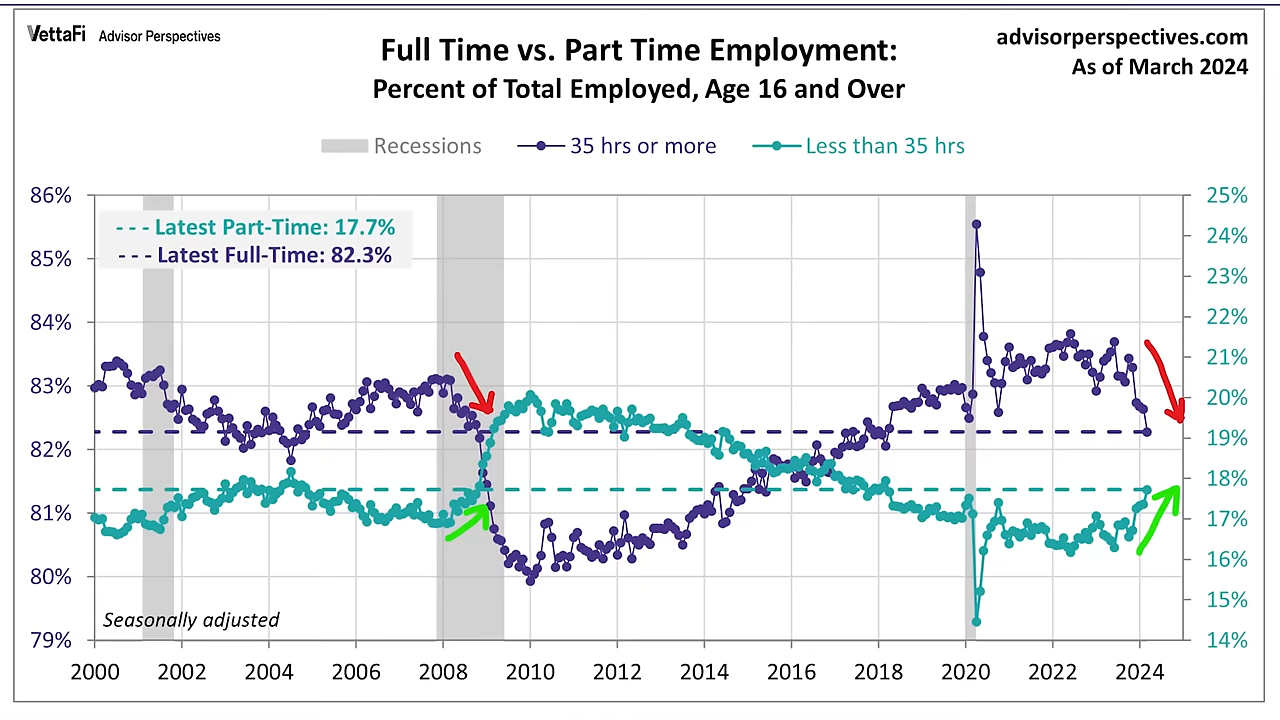 VettaFi Advisor Perspectives
Full Time vs. Part Time Employment:
Percent of Total Employed, Age 16 and Over
advisorperspectives.com
As of March 2024
Recessions 35 hrs or more Less than 35 hrs
86% 25%
- - - Latest Part-Time: 17.7%
- - - Latest Full-Time: 82.3%
24%
85%
23%
84% 22%
21%
83%
20%
82% 19%
18%
81% 17%
16%
80%
15%
Seasonally adjusted
79% 14%
2000 2002 2004 2006 2008 2010 2012 2014 2016 2018 2020 2022 2024